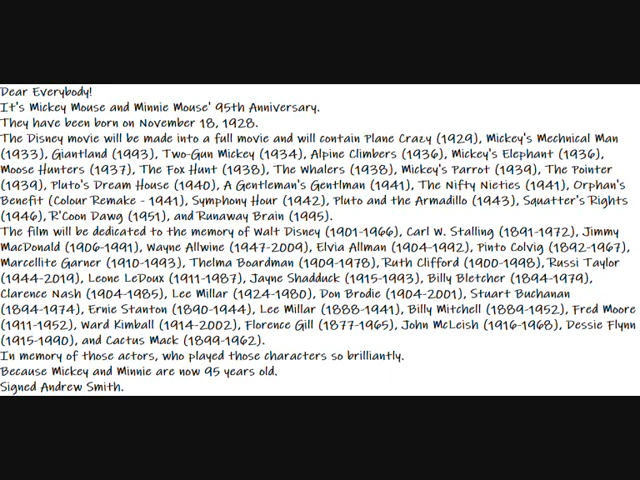 Dear Everybody!
It's Mickey Mouse and Minnie Mouse' 95th Anniversary.
They have been born on November 18, 1928.
The Disney movie will be made into a full movie and will contain Plane Crazy (1929), Mickey's Mechnical Man
(1933), Giantland (1993), Two-Gun Mickey (1934), Alpine Climbers (1936), Mickey's Elephant (1936),
Moose Hunters (1937), The Fox Hunt (1938), The Whalers (1938), Mickey's Parrot (1939), The Pointer
(1939), Pluto's Dream House (1940), A Gentleman's Gentlman (1941), The Nifty Nieties (1941), Orphan's
Benefit (Colour Remake - 1941), Symphony Hour (1942), Pluto and the Armadillo (1943), Squatter's Rights
(1946), R'Coon Dawg (1951), and Runaway Brain (1995).
The film will be dedicated to the memory of Walt Disney (1901-1966), Carl W. Stalling (1891-1972), Jimmy
MacDonald (1906-1991), Wayne Allwine (1947-2009), Elvia Allman (1904-1992), Pinto Colvig (1892-1967),
Marcellite Garner (1910-1993), Thelma Boardman (1909-1978), Ruth Clifford (1900-1998), Russi Taylor
(1944-2019), Leone LeDoux (1911-1987), Jayne Shadduck (1915-1993), Billy Bletcher (1894-1979),
Clarence Nash (1904-1985), Lee Millar (1924-1980), Don Brodie (1904-2001), Stuart Buchanan
(1894-1974), Ernie Stanton (1890-1944), Lee Millar (1888-1941), Billy Mitchell (1889-1952), Fred Moore
(1911-1952), Ward Kimball (1914-2002), Florence Gill (1877-1965), John McLeish (1916-1968), Dessie Flynn
(1915-1990), and Cactus Mack (1899-1962).
In memory of those actors, who played those characters so brilliantly.
Because Mickey and Minnie are now 95 years old.
Signed Andrew Smith.